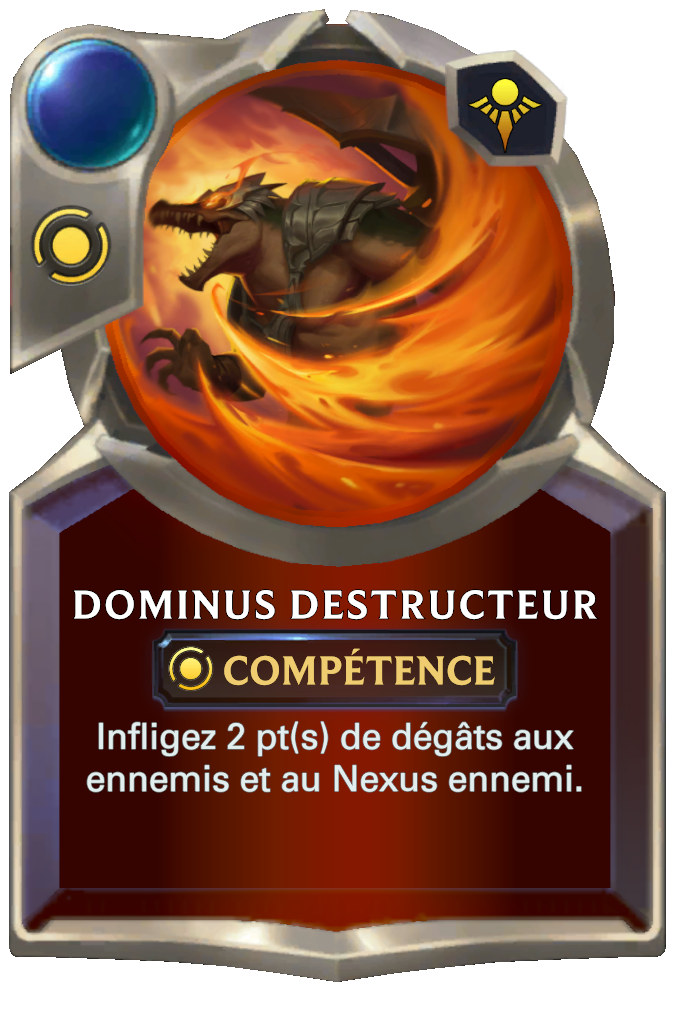 DOMINUS DESTRUCTEUR
COMPÉTENCE
Infligez 2 pt(s) de dégâts aux
ennemis et au Nexus ennemi.